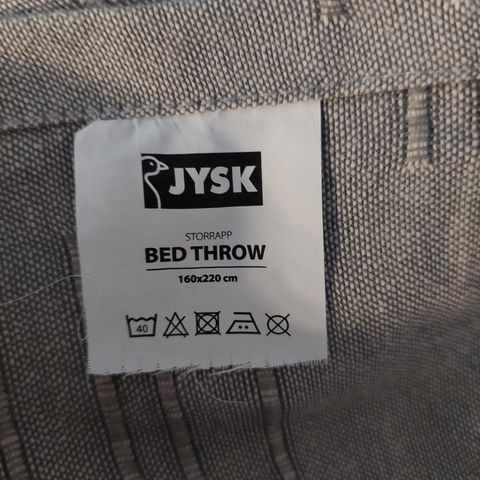 JYSK
STORRAPP
BED THROW
160x220 cm
40